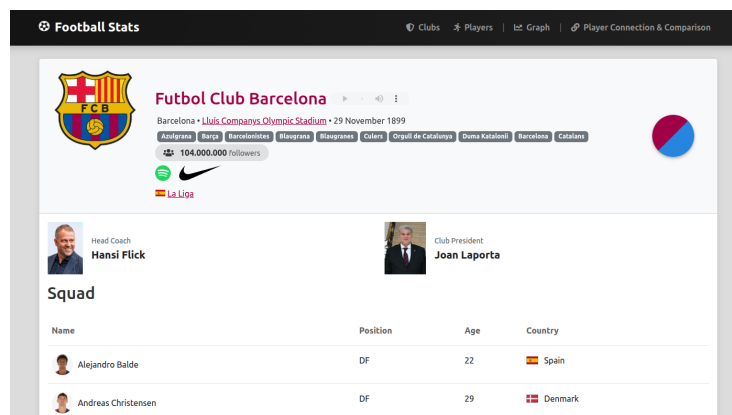 Football Stats
Clubs Players | Graph | Player Connection & Comparison
FCB
Futbol Club Barcelona
Barcelona • Lluís Companys Olympic Stadium • 29 November 1899
Azulgrana Barça Barcelonistes Blaugrana Blaugranes Culers Orgull de Catalunya Duma Katalonii Barcelona Catalans
104.000.000 followers
La Liga
Head Coach
Hansi Flick
Club President
Joan Laporta
Squad
Name Position Age Country
Alejandro Balde DF 22 Spain
Andreas Christensen DF 29 Denmark